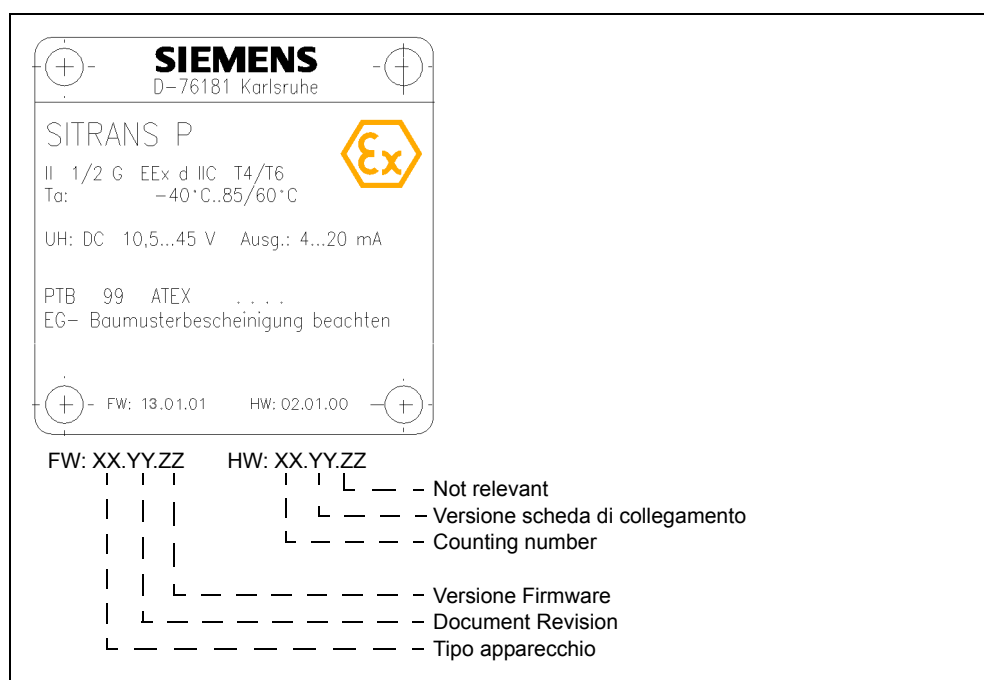 SIEMENS
D-76181 Karlsruhe
SITRANS P
II 1/2 G EEx d IIC T4/T6
Ta: -40°C..85/60°C
Ex
UH: DC 10,5...45 V Ausg.: 4...20 mA
PTB 99 ATEX . . . .
EG- Baumusterbescheinigung beachten
FW: 13.01.01 HW: 02.01.00
FW: XX.YY.ZZ HW: XX.YY.ZZ
Not relevant
Versione scheda di collegamento
Counting number
Versione Firmware
Document Revision
Tipo apparecchio